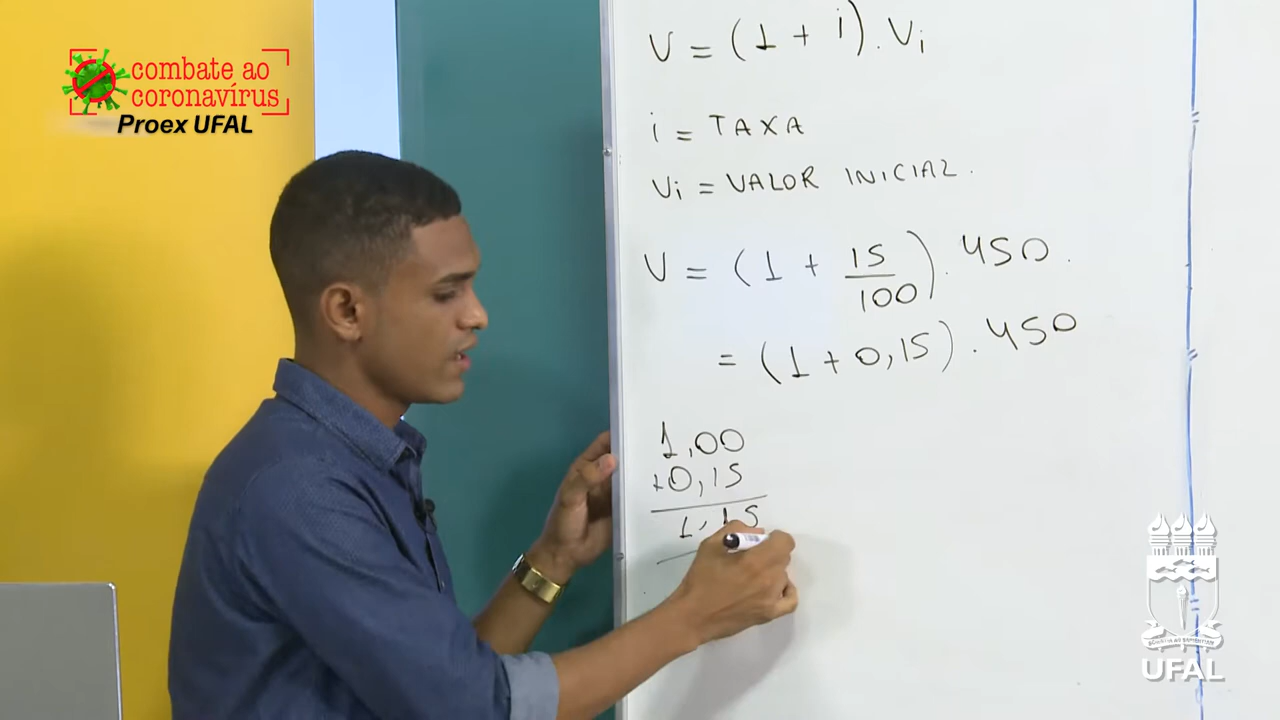 combate ao
coronavírus
Proex UFAL
V = (1 + i) . Vi
i = TAXA
Vi = VALOR INICIAL.
V = (1 + 15/100) . 450.
= (1 + 0,15) . 450
1,00
+0,15
1,15
UFAL